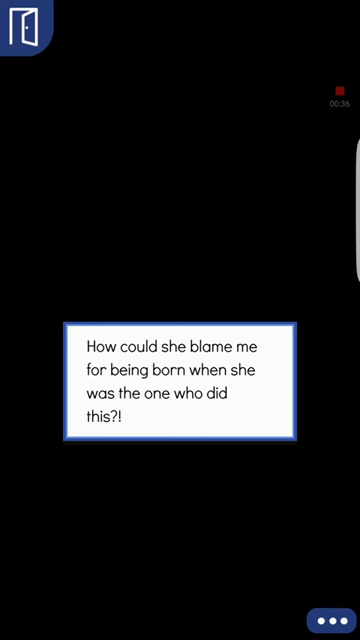 00:36
How could she blame me
for being born when she
was the one who did
this?!